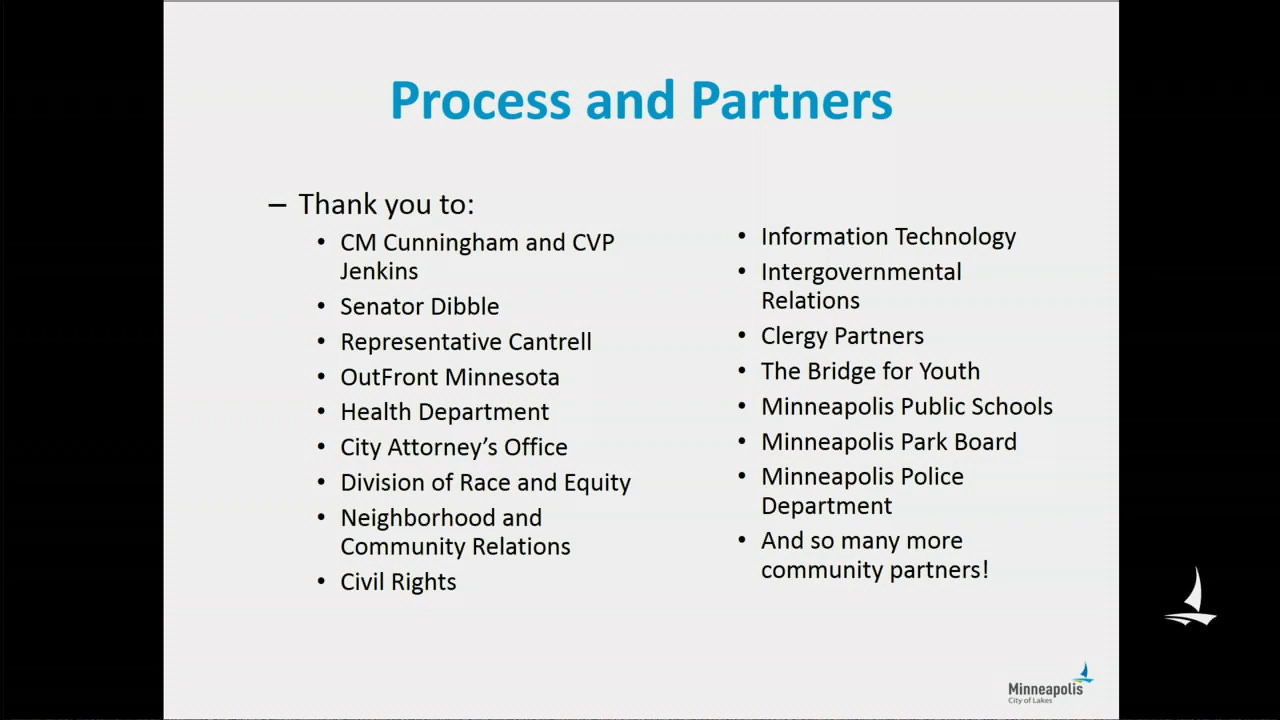 Process and Partners
– Thank you to:
• CM Cunningham and CVP
Jenkins
• Senator Dibble
• Representative Cantrell
• OutFront Minnesota
• Health Department
• City Attorney’s Office
• Division of Race and Equity
• Neighborhood and
Community Relations
• Civil Rights
• Information Technology
• Intergovernmental
Relations
• Clergy Partners
• The Bridge for Youth
• Minneapolis Public Schools
• Minneapolis Park Board
• Minneapolis Police
Department
• And so many more
community partners!
Minneapolis
City of Lakes